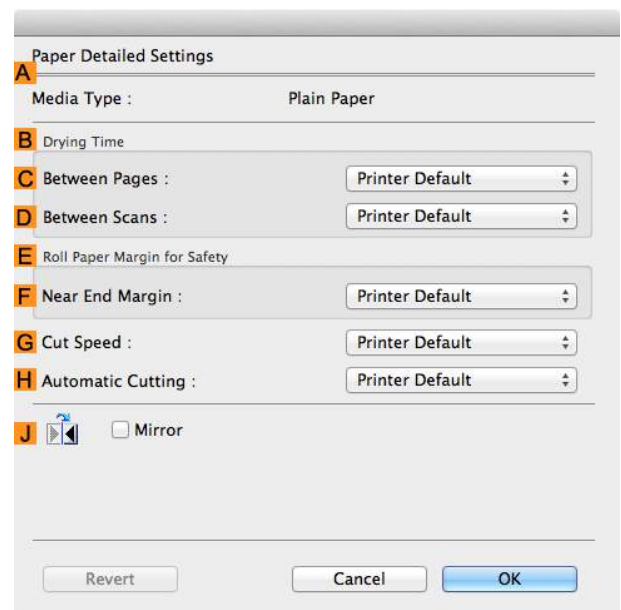 Paper Detailed Settings
A
Media Type : Plain Paper
B Drying Time
C Between Pages : Printer Default
D Between Scans : Printer Default
E Roll Paper Margin for Safety
F Near End Margin : Printer Default
G Cut Speed : Printer Default
H Automatic Cutting : Printer Default
J Mirror
Revert Cancel OK